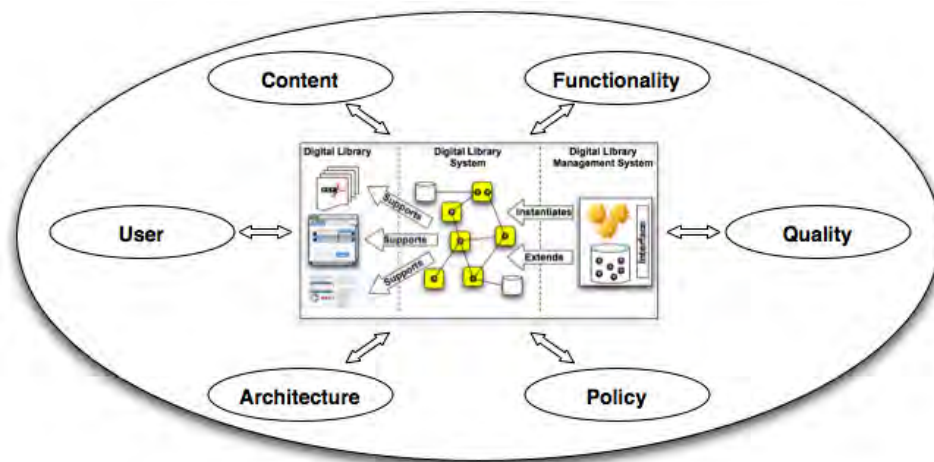 Content
Functionality
Digital Library
Digital Library
System
Digital Library
Management System
Supports
Instantiates
User
Supports
Interfaces
Quality
Extends
Supports
Architecture
Policy